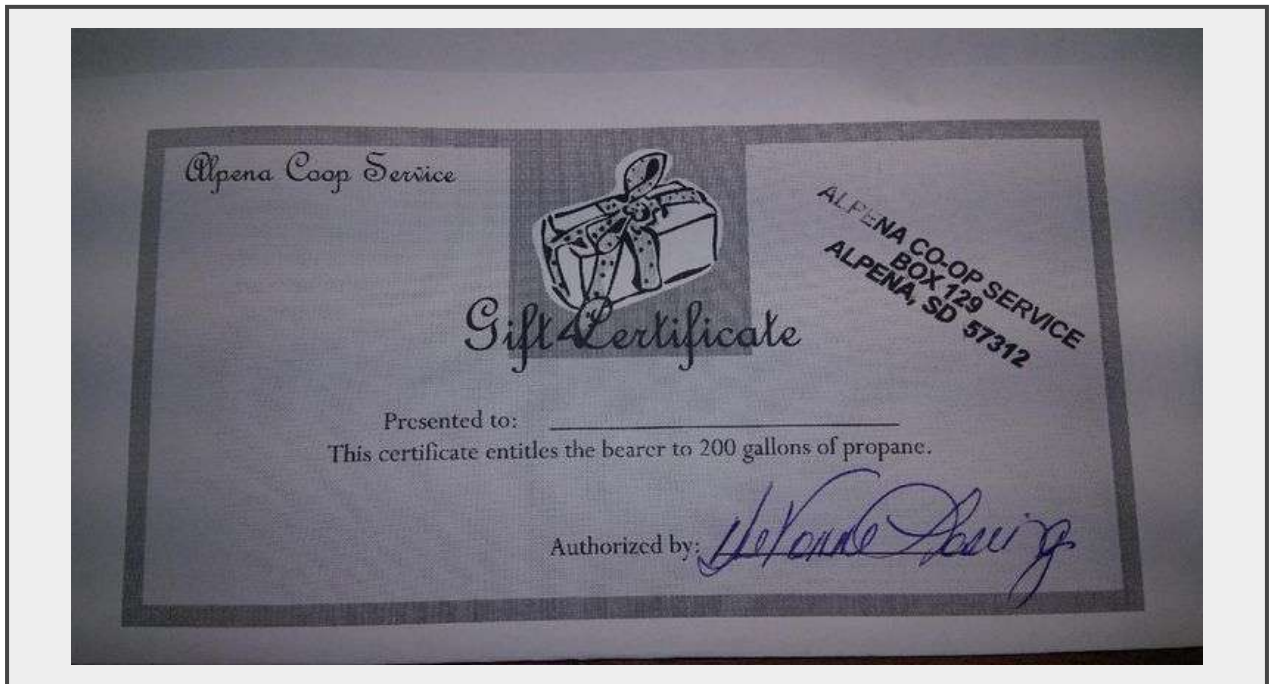 Alpena Coop Service
ALPENA CO-OP SERVICE
BOX 129
ALPENA, SD 57312
Gift Certificate
Presented to:
This certificate entitles the bearer to 200 gallons of propane.
Authorized by: